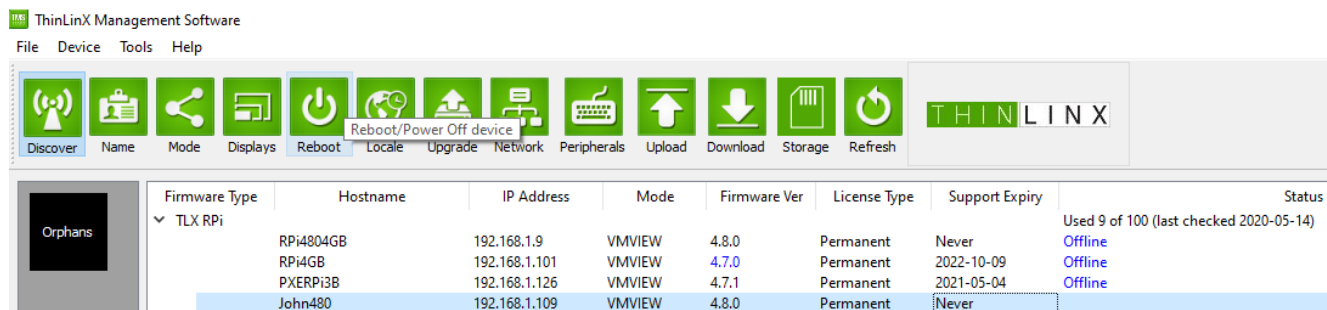 ThinLinX Management Software
File Device Tools Help
THINLINX
Reboot/Power Off device
Discover Name Mode Displays Reboot Locale Upgrade Network Peripherals Upload Download Storage Refresh
Orphans
Firmware Type Hostname IP Address Mode Firmware Ver License Type Support Expiry Status
TLX RPi Used 9 of 100 (last checked 2020-05-14)
RPi4804GB 192.168.1.9 VMVIEW 4.8.0 Permanent Never Offline
RPi4GB 192.168.1.101 VMVIEW 4.7.0 Permanent 2022-10-09 Offline
PXERPi3B 192.168.1.126 VMVIEW 4.7.1 Permanent 2021-05-04 Offline
John480 192.168.1.109 VMVIEW 4.8.0 Permanent Never